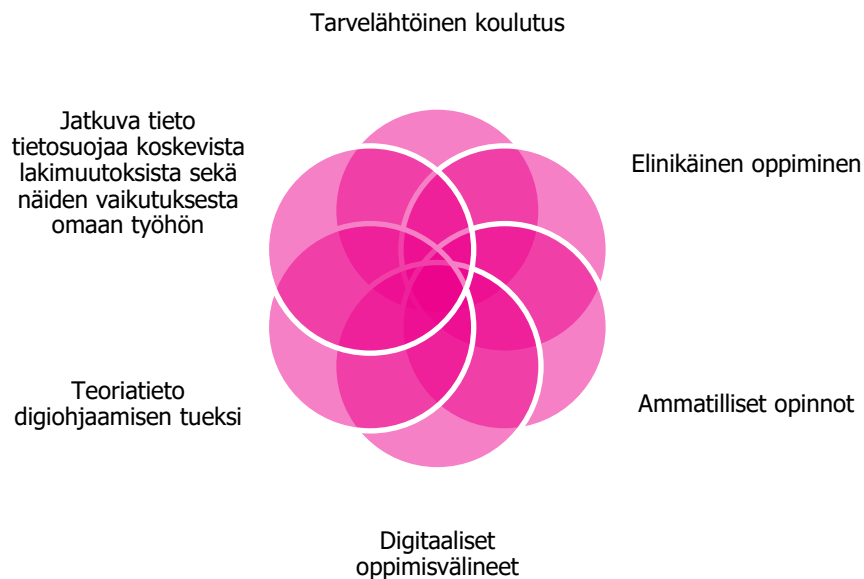 Tarvelähtöinen koulutus
Jatkuva tieto
tietosuojaa koskevista
lakimuutoksista sekä
näiden vaikutuksesta
omaan työhön
Elinikäinen oppiminen
Teoriatieto
digiohjaamisen tueksi
Ammatilliset opinnot
Digitaaliset
oppimisvälineet